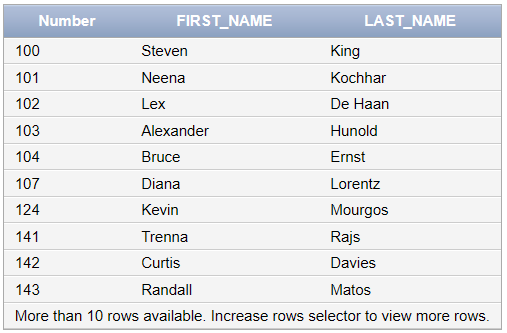 Number FIRST_NAME LAST_NAME
100 Steven King
101 Neena Kochhar
102 Lex De Haan
103 Alexander Hunold
104 Bruce Ernst
107 Diana Lorentz
124 Kevin Mourgos
141 Trenna Rajs
142 Curtis Davies
143 Randall Matos
More than 10 rows available. Increase rows selector to view more rows.